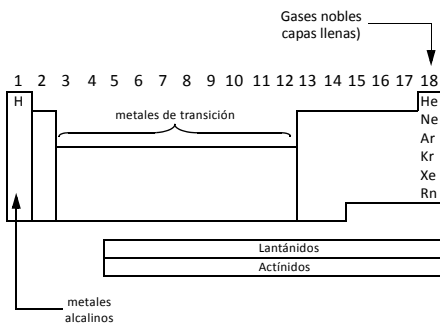 Gases nobles
capas llenas)
1 2 3 4 5 6 7 8 9 10 11 12 13 14 15 16 17 18
H
He
metales de transición
Ne
Ar
Kr
Xe
Rn
Lantánidos
Actínidos
metales
alcalinos